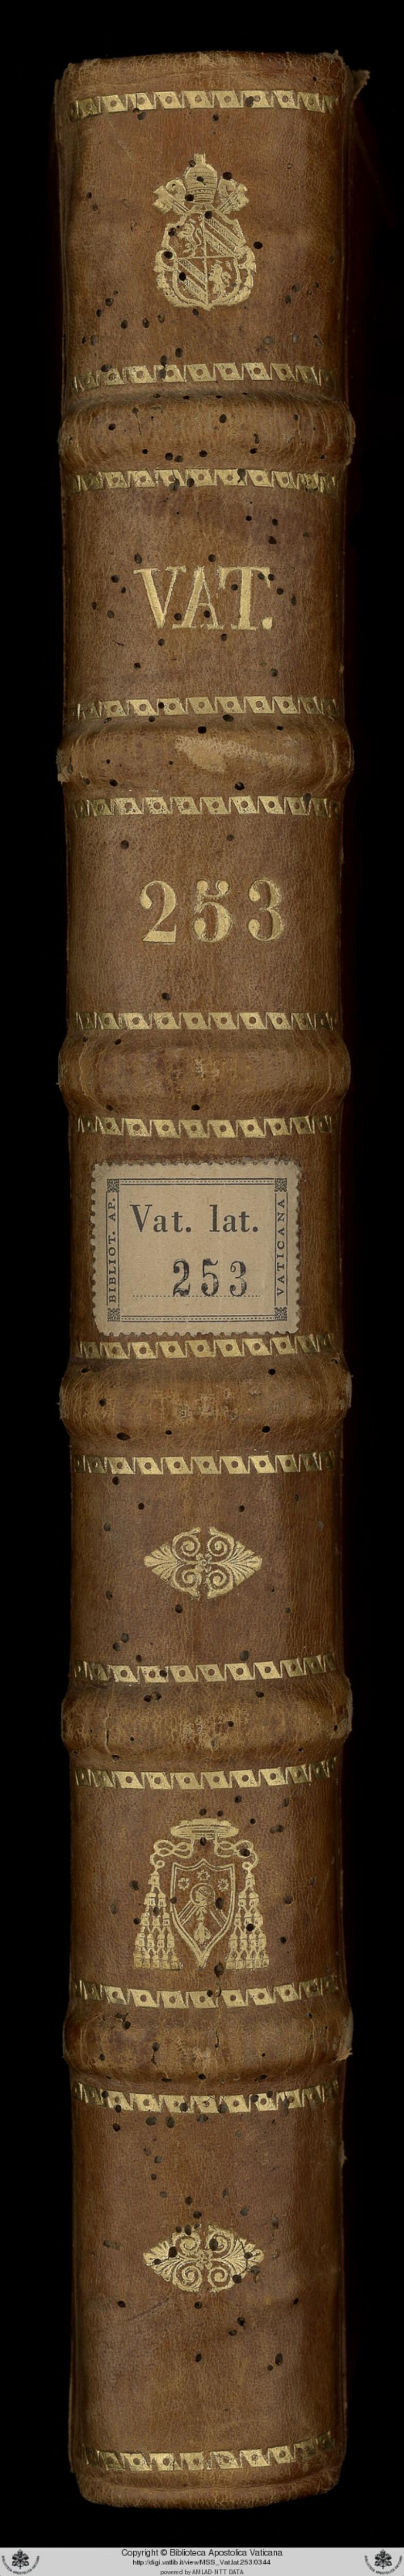 VAT.
253
BIBLIOT. AP.
Vat. lat.
253
VATICANA
Copyright © Biblioteca Apostolica Vaticana
http://digi.vatlib.it/view/MSS_Vat.lat.253/0344
powered by AMLAD NTT DATA